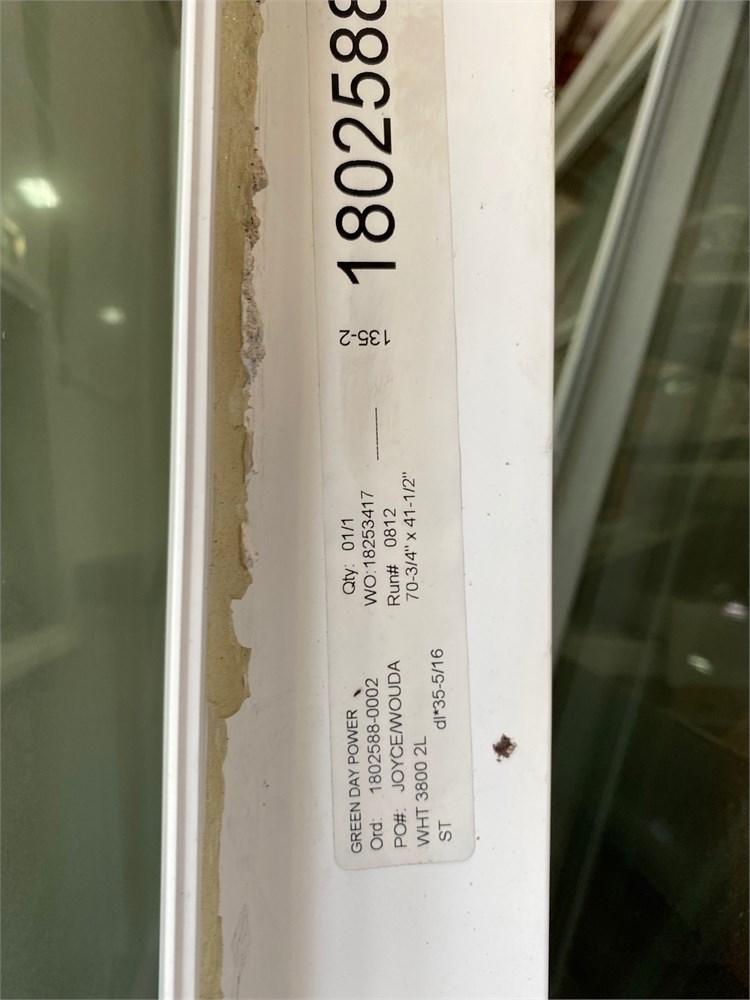 GREEN DAY POWER
Ord: 1802588-0002
PO#: JOYCE/WOUDA
WHT 3800 2L
ST dl*35-5/16
Qty: 01/1
WO:18253417
Run# 0812
70-3/4" x 41-1/2"
135-2
1802588